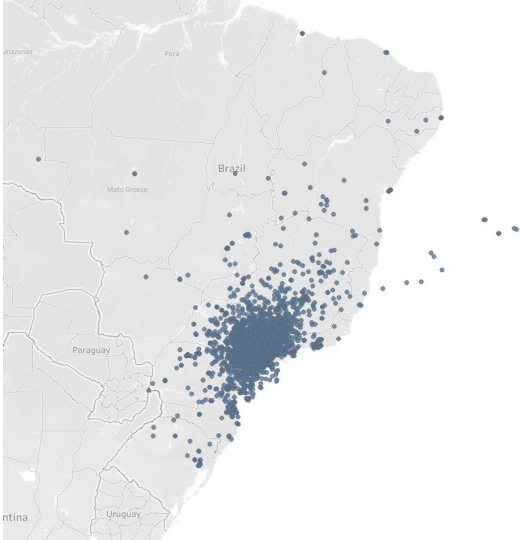 Amazonas
Pará
Brazil
Mato Grosso
Paraguay
Uruguay
ntina